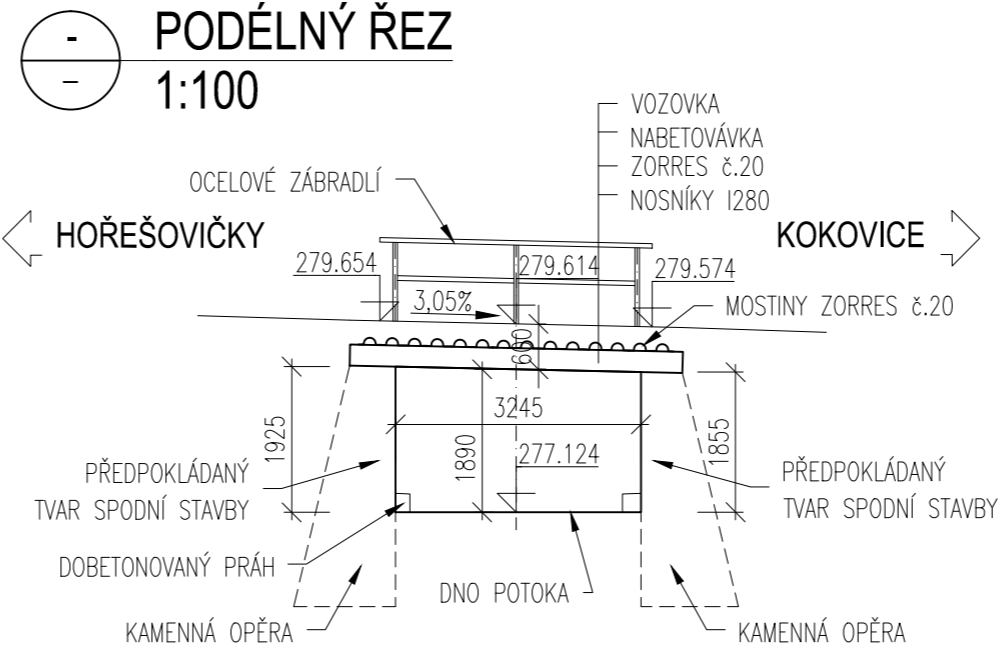 -
–
PODÉLNÝ ŘEZ
1:100
VOZOVKA
NABETOVÁVKA
ZORRES č.20
NOSNÍKY I280
OCELOVÉ ZÁBRADLÍ
HOŘEŠOVIČKY
KOKOVICE
279.654
279.614
279.574
3,05%
MOSTINY ZORRES č.20
600
3245
1925
1890
1855
277.124
PŘEDPOKLÁDANÝ
TVAR SPODNÍ STAVBY
PŘEDPOKLÁDANÝ
TVAR SPODNÍ STAVBY
DOBETONOVANÝ PRÁH
DNO POTOKA
KAMENNÁ OPĚRA
KAMENNÁ OPĚRA